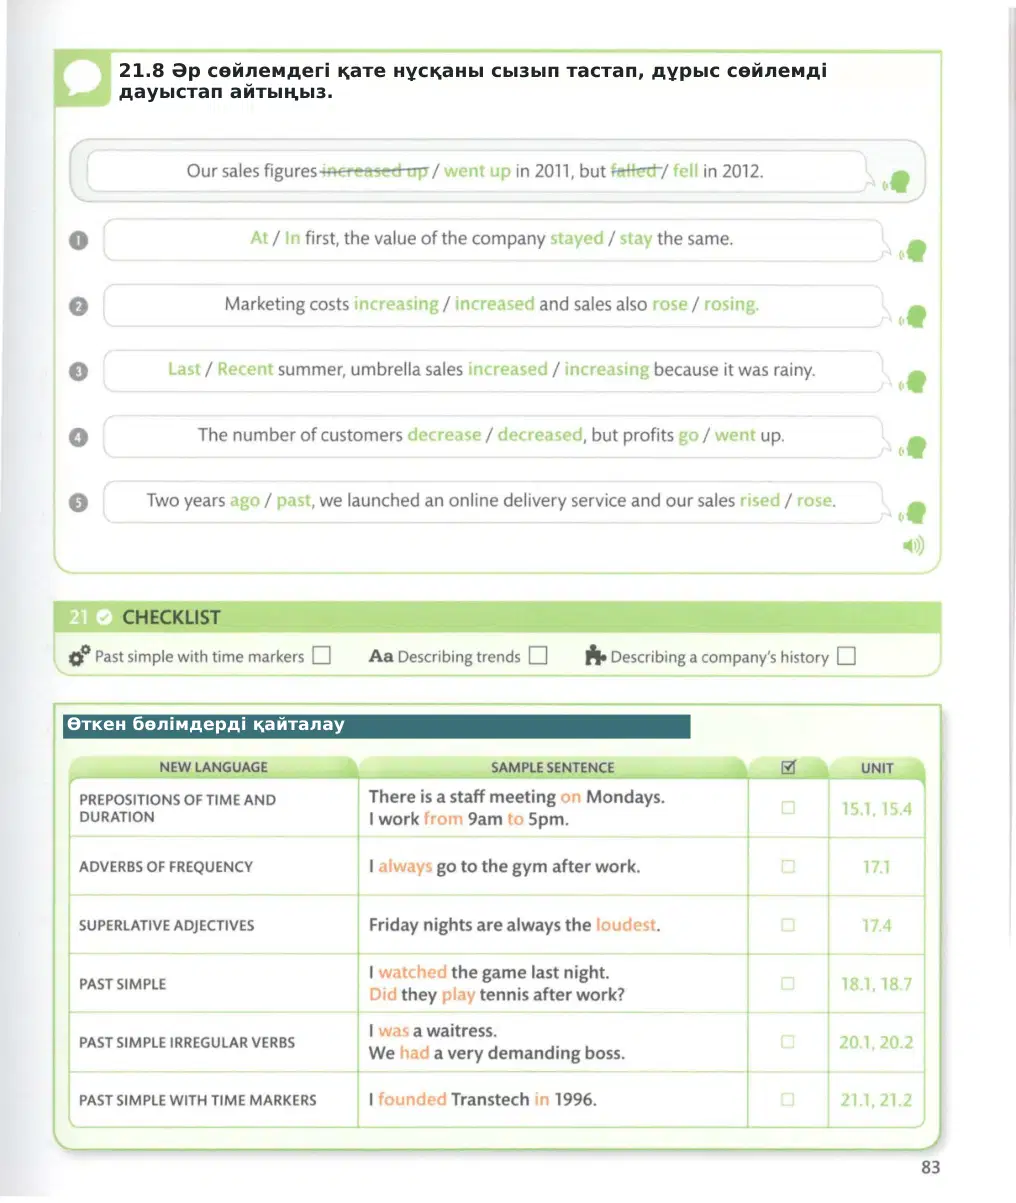 21.8 Әр сөйлемдегі қате нұсқаны сызып тастап, дұрыс сөйлемді
дауыстап айтыңыз.
Our sales figures increased up / went up in 2011, but falled / fell in 2012.
1 At / In first, the value of the company stayed / stay the same.
2 Marketing costs increasing / increased and sales also rose / rosing.
3 Last / Recent summer, umbrella sales increased / increasing because it was rainy.
4 The number of customers decrease / decreased, but profits go / went up.
5 Two years ago / past, we launched an online delivery service and our sales rised / rose.
21 CHECKLIST
Past simple with time markers Aa Describing trends Describing a company's history
Өткен бөлімдерді қайталау
NEW LANGUAGE SAMPLE SENTENCE UNIT
PREPOSITIONS OF TIME AND
DURATION
There is a staff meeting on Mondays.
I work from 9am to 5pm.
15.1, 15.4
ADVERBS OF FREQUENCY I always go to the gym after work. 17.1
SUPERLATIVE ADJECTIVES Friday nights are always the loudest. 17.4
PAST SIMPLE
I watched the game last night.
Did they play tennis after work?
18.1, 18.7
PAST SIMPLE IRREGULAR VERBS
I was a waitress.
We had a very demanding boss.
20.1, 20.2
PAST SIMPLE WITH TIME MARKERS I founded Transtech in 1996. 21.1, 21.2
83